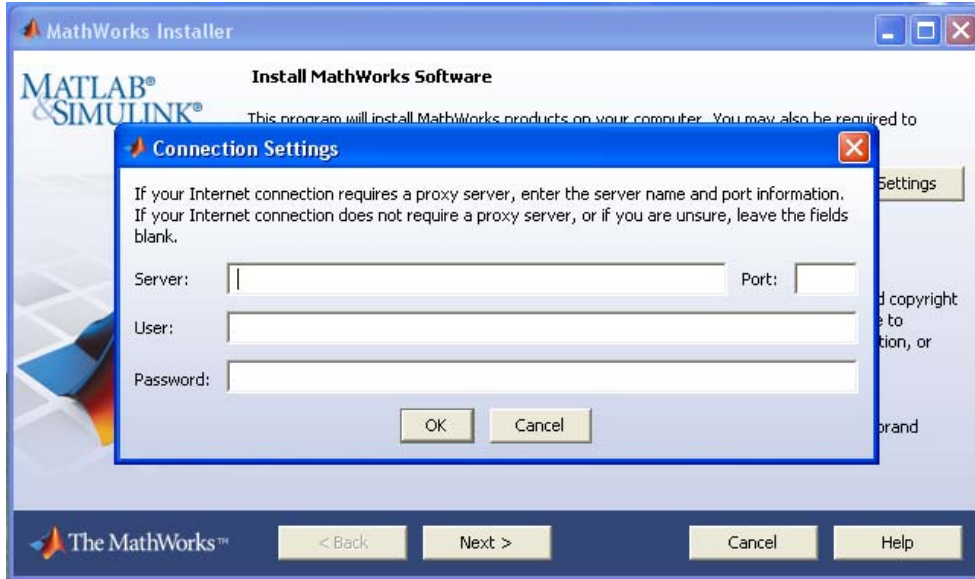 MathWorks Installer
MATLAB®
&SIMULINK®
Install MathWorks Software
This program will install MathWorks products on your computer. You may also be required to
Connection Settings
Settings
If your Internet connection requires a proxy server, enter the server name and port information.
If your Internet connection does not require a proxy server, or if you are unsure, leave the fields
blank.
Server:
Port:
User:
Password:
OK
Cancel
d copyright
e to
tion, or
brand
The MathWorks™
< Back
Next >
Cancel
Help